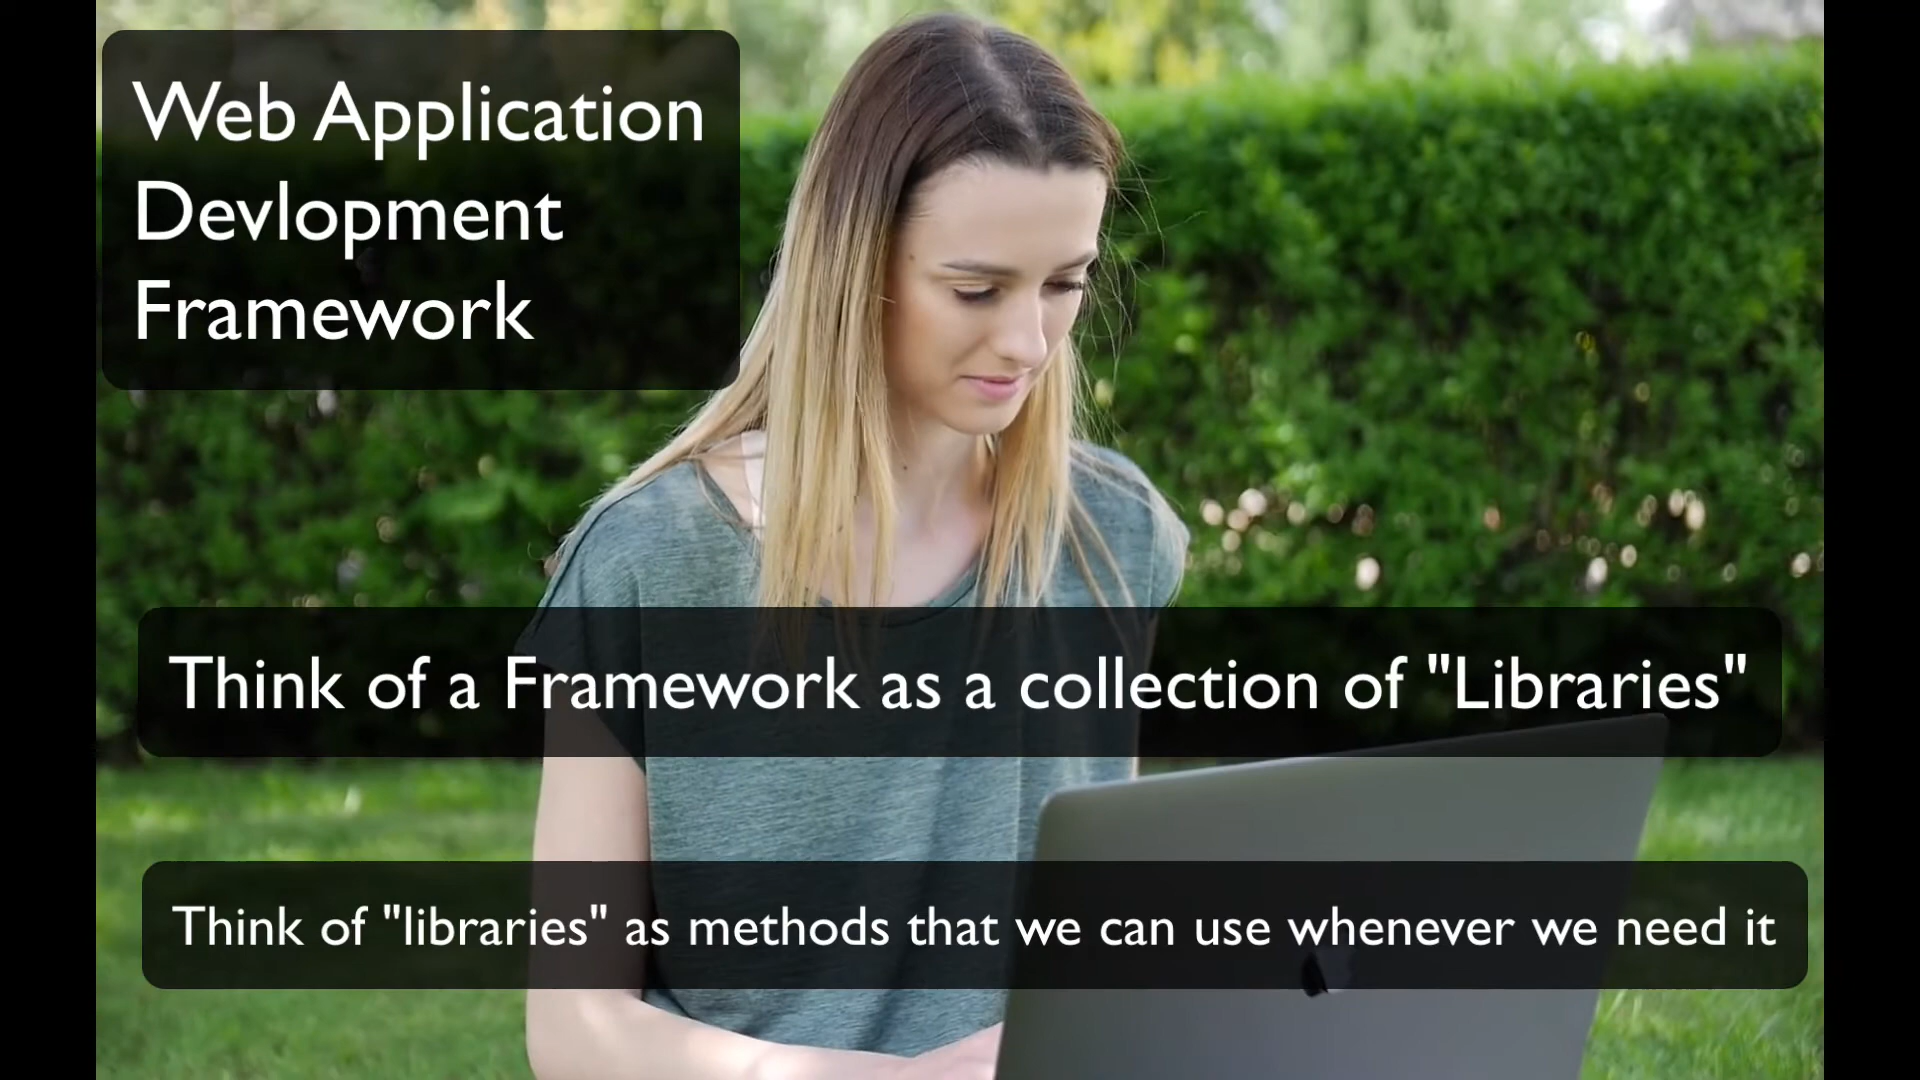 Web Application
Devlopment
Framework
Think of a Framework as a collection of "Libraries"
Think of "libraries" as methods that we can use whenever we need it